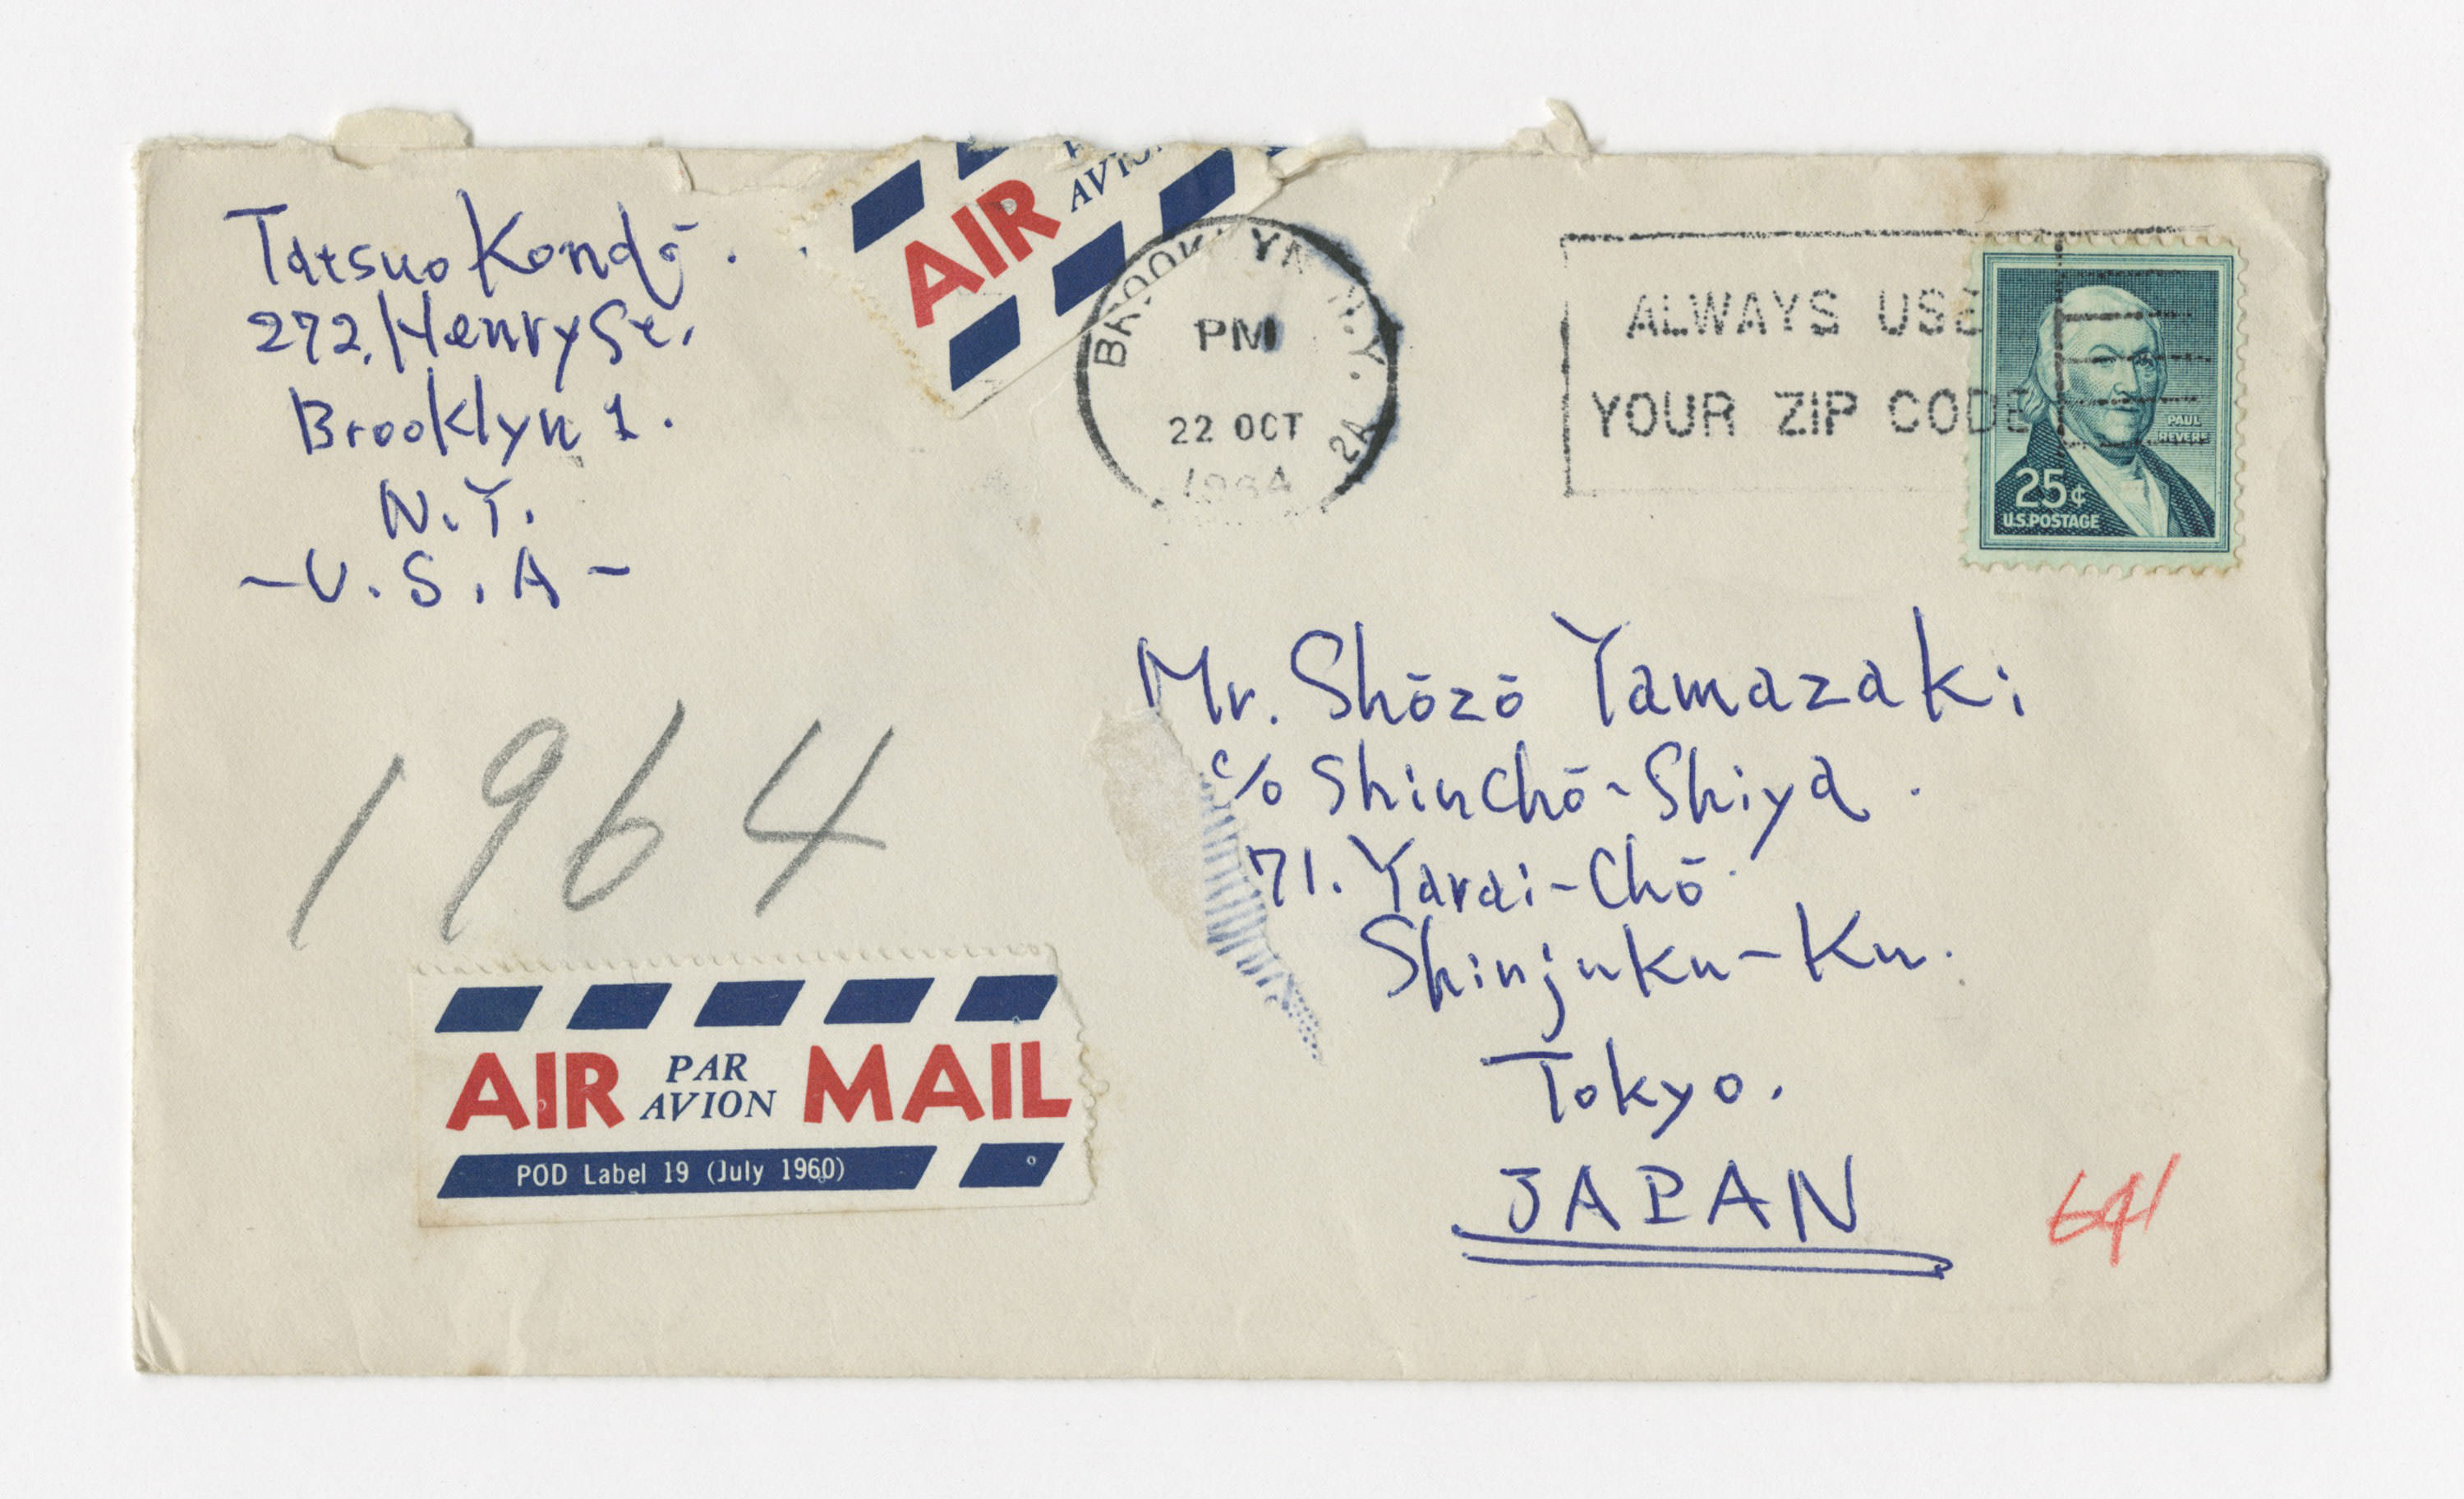 Tatsuo Kondō.
272. Henry St.
Brooklyn 1.
N.Y.
-U.S.A-
AIR
BROOKLYN N.Y. 2A
PM
22 OCT
1964
ALWAYS USE
YOUR ZIP CODE
PAUL
REVERE
25¢
U.S. POSTAGE
Mr. Shōzō Yamazaki
c/o Shinchō-Shiya.
71. Yarai-Chō
Shinjuku-Ku.
Tokyo.
JAPAN
1964
AIR PAR AVION MAIL
POD Label 19 (July 1960)